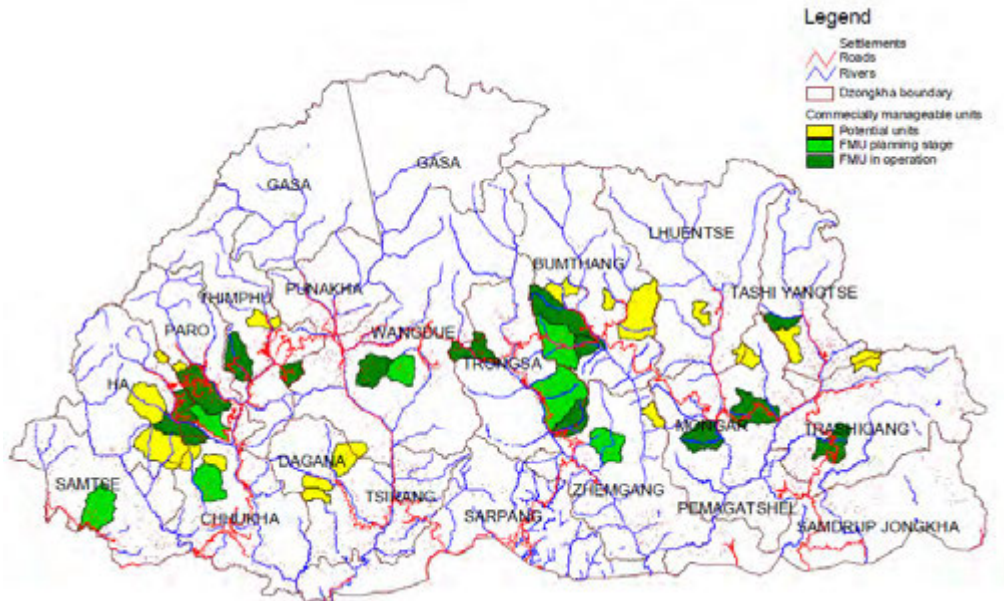 Legend
Settlements
Roads
Rivers
Dzongkha boundary
Commecially manageable units
Potential units
FMU planning stage
FMU in operation
GASA
GASA
LHUENTSE
BUMTHANG
THIMPHU
PUNAKHA
TASHI YANGTSE
PARO
WANGDUE
TRONGSA
HA
MONGAR
TRASHIGANG
DAGANA
SAMTSE
TSIRANG
ZHEMGANG
CHHUKHA
SARPANG
PEMAGATSHEL
SAMDRUP JONGKHA